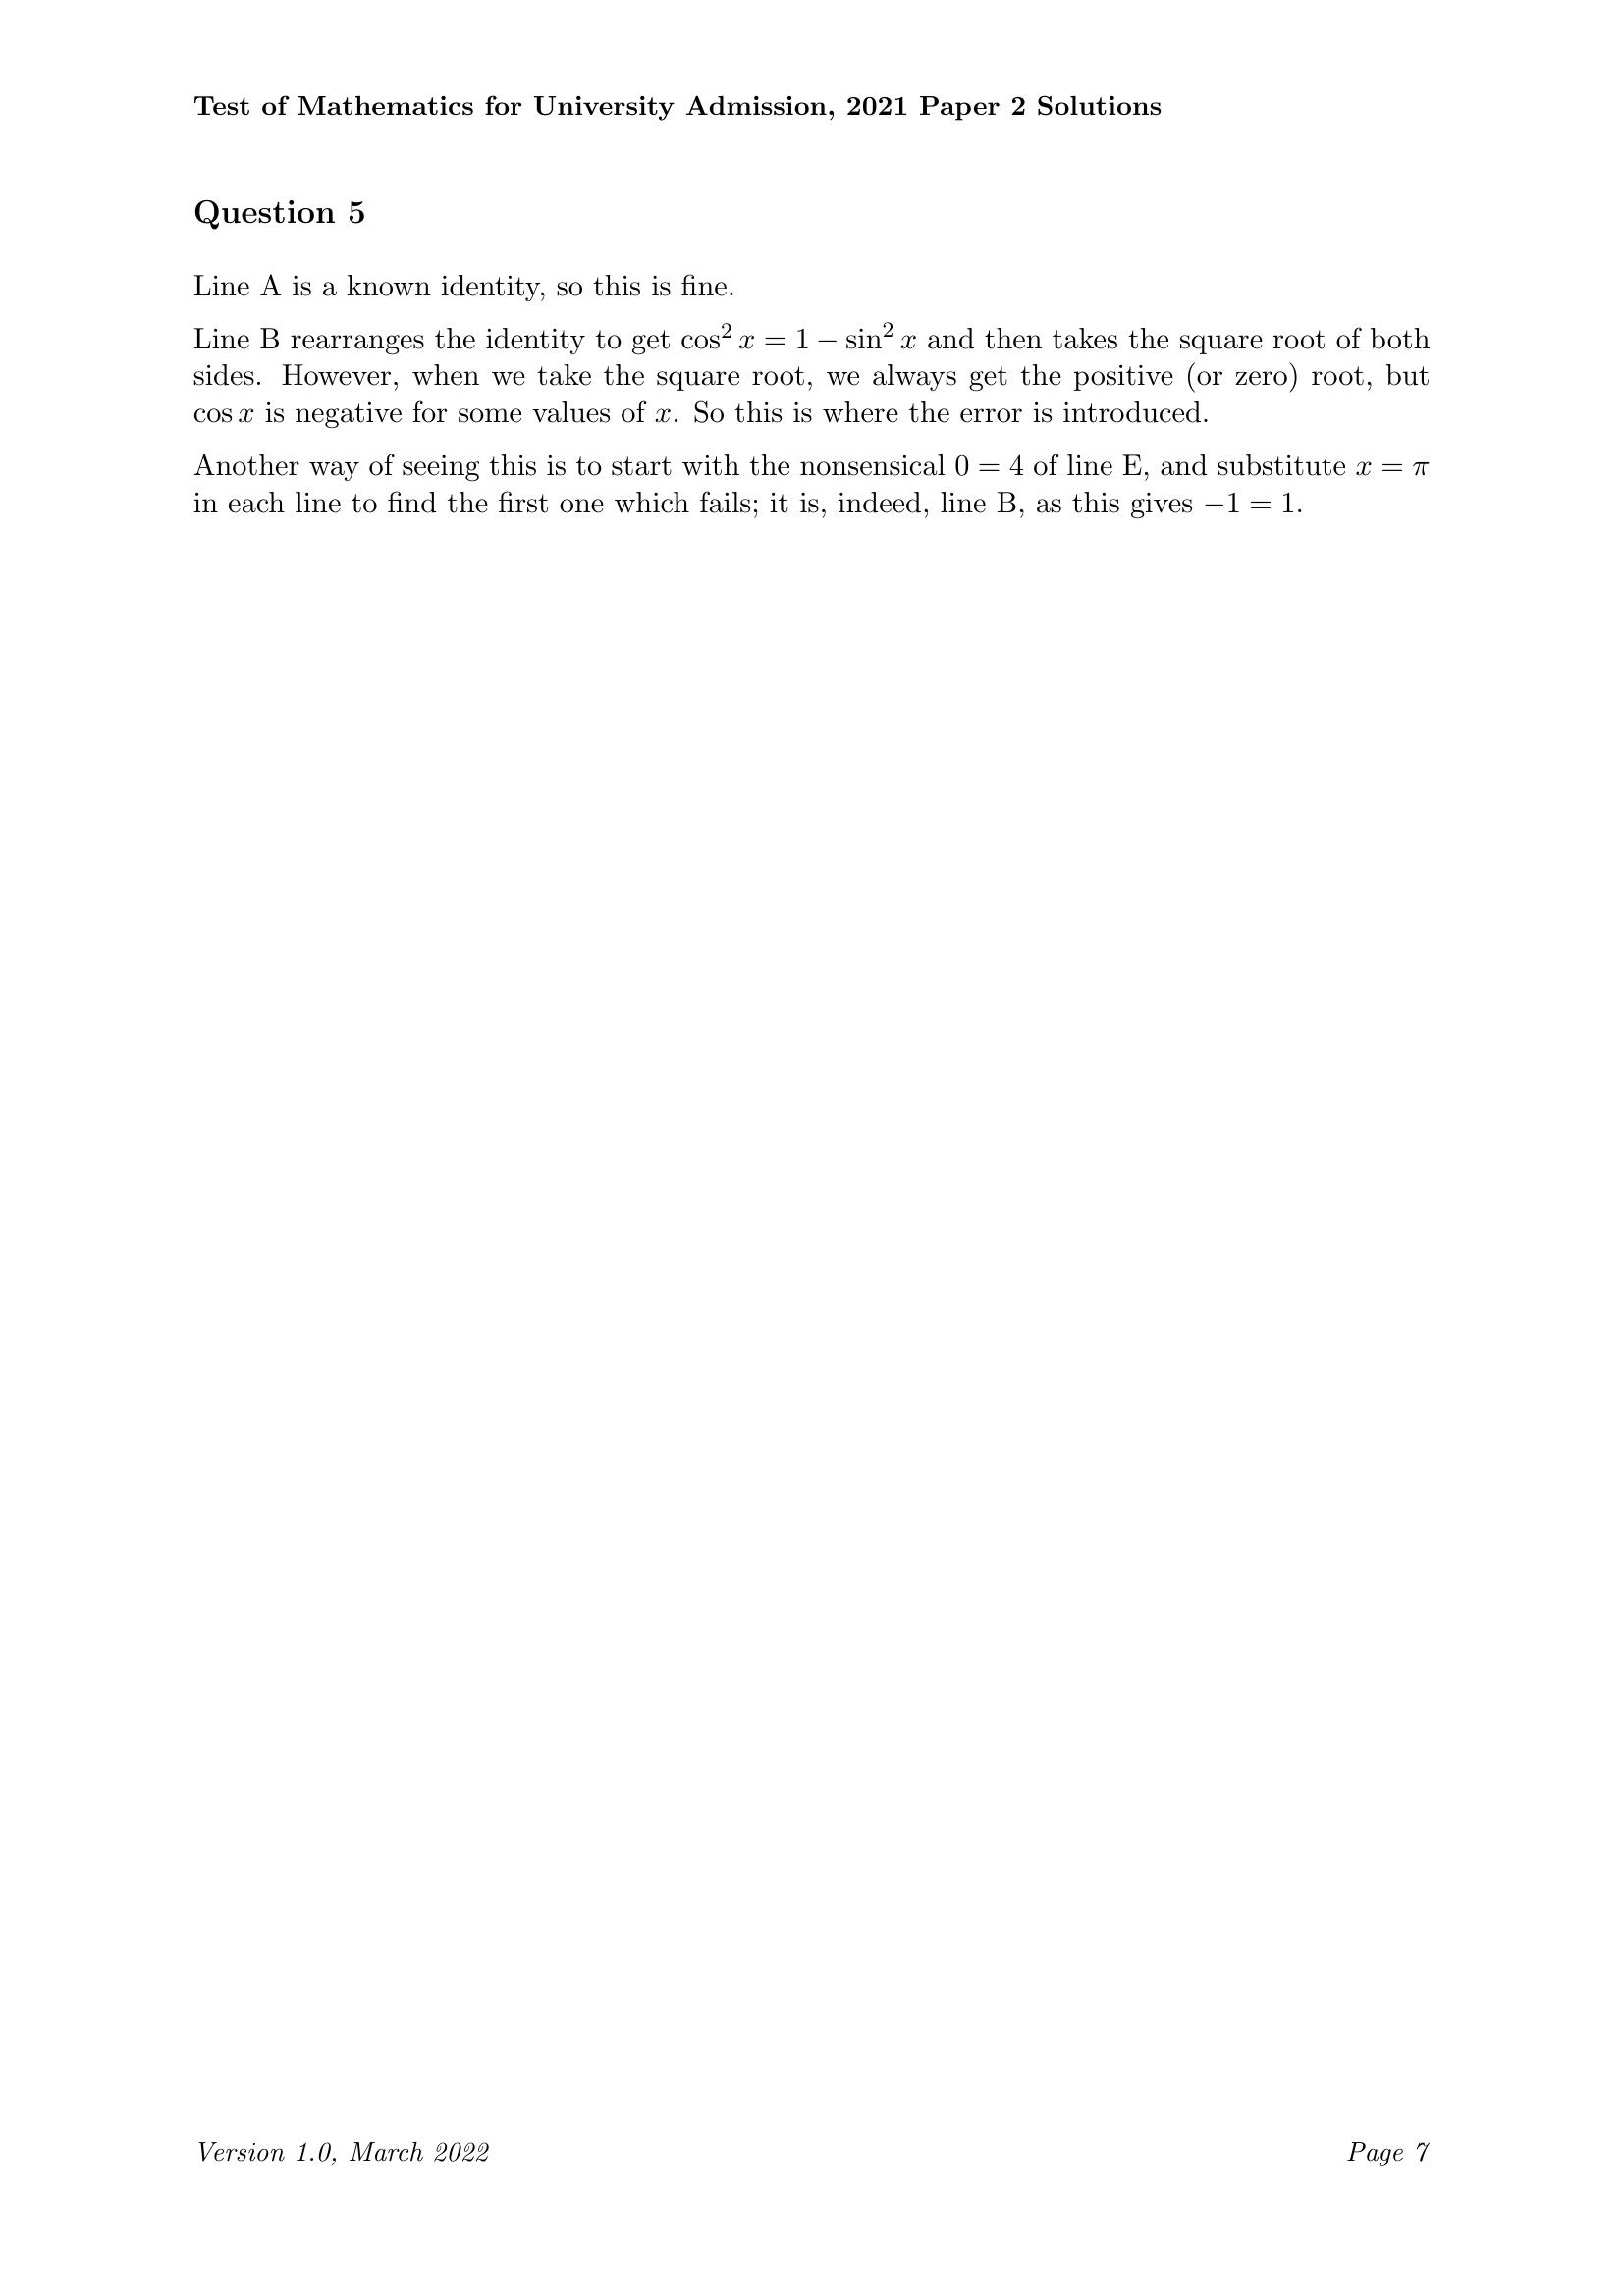 Test of Mathematics for University Admission, 2021 Paper 2 Solutions
Question 5
Line A is a known identity, so this is fine.
Line B rearranges the identity to get cos² x = 1 − sin² x and then takes the square root of both
sides. However, when we take the square root, we always get the positive (or zero) root, but
cos x is negative for some values of x. So this is where the error is introduced.
Another way of seeing this is to start with the nonsensical 0 = 4 of line E, and substitute x = π
in each line to find the first one which fails; it is, indeed, line B, as this gives −1 = 1.
Version 1.0, March 2022 Page 7